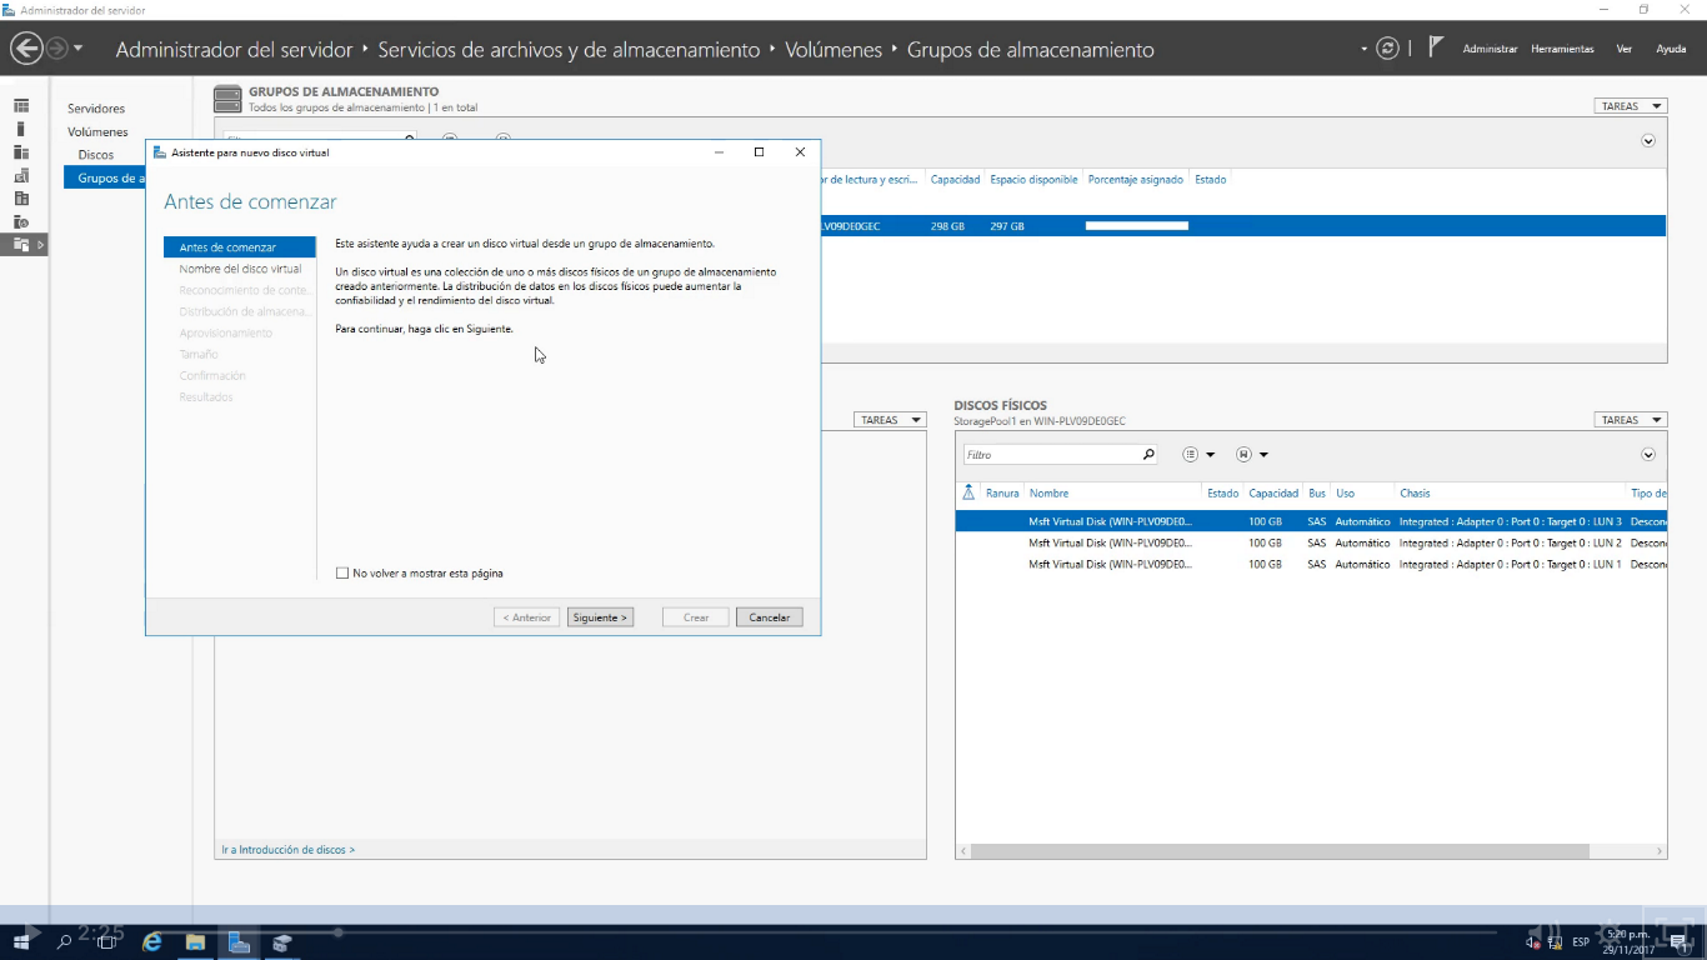 Administrador del servidor
Administrador del servidor ‣ Servicios de archivos y de almacenamiento ‣ Volúmenes ‣ Grupos de almacenamiento
Administrar Herramientas Ver Ayuda
Servidores
Volúmenes
Discos
Grupos de a
GRUPOS DE ALMACENAMIENTO
Todos los grupos de almacenamiento | 1 en total
TAREAS
or de lectura y escri... Capacidad Espacio disponible Porcentaje asignado Estado
LV09DE0GEC 298 GB 297 GB
Asistente para nuevo disco virtual
Antes de comenzar
Antes de comenzar
Nombre del disco virtual
Reconocimiento de conte...
Distribución de almacena...
Aprovisionamiento
Tamaño
Confirmación
Resultados
Este asistente ayuda a crear un disco virtual desde un grupo de almacenamiento.
Un disco virtual es una colección de uno o más discos físicos de un grupo de almacenamiento
creado anteriormente. La distribución de datos en los discos físicos puede aumentar la
confiabilidad y el rendimiento del disco virtual.
Para continuar, haga clic en Siguiente.
No volver a mostrar esta página
< Anterior Siguiente > Crear Cancelar
TAREAS
Ir a Introducción de discos >
DISCOS FÍSICOS
StoragePool1 en WIN-PLV09DE0GEC
TAREAS
Filtro
Ranura Nombre Estado Capacidad Bus Uso Chasis Tipo de
Msft Virtual Disk (WIN-PLV09DE0... 100 GB SAS Automático Integrated : Adapter 0 : Port 0 : Target 0 : LUN 3 Descon
Msft Virtual Disk (WIN-PLV09DE0... 100 GB SAS Automático Integrated : Adapter 0 : Port 0 : Target 0 : LUN 2 Descon
Msft Virtual Disk (WIN-PLV09DE0... 100 GB SAS Automático Integrated : Adapter 0 : Port 0 : Target 0 : LUN 1 Descon
2:25
ESP
5:20 p.m.
29/11/2017